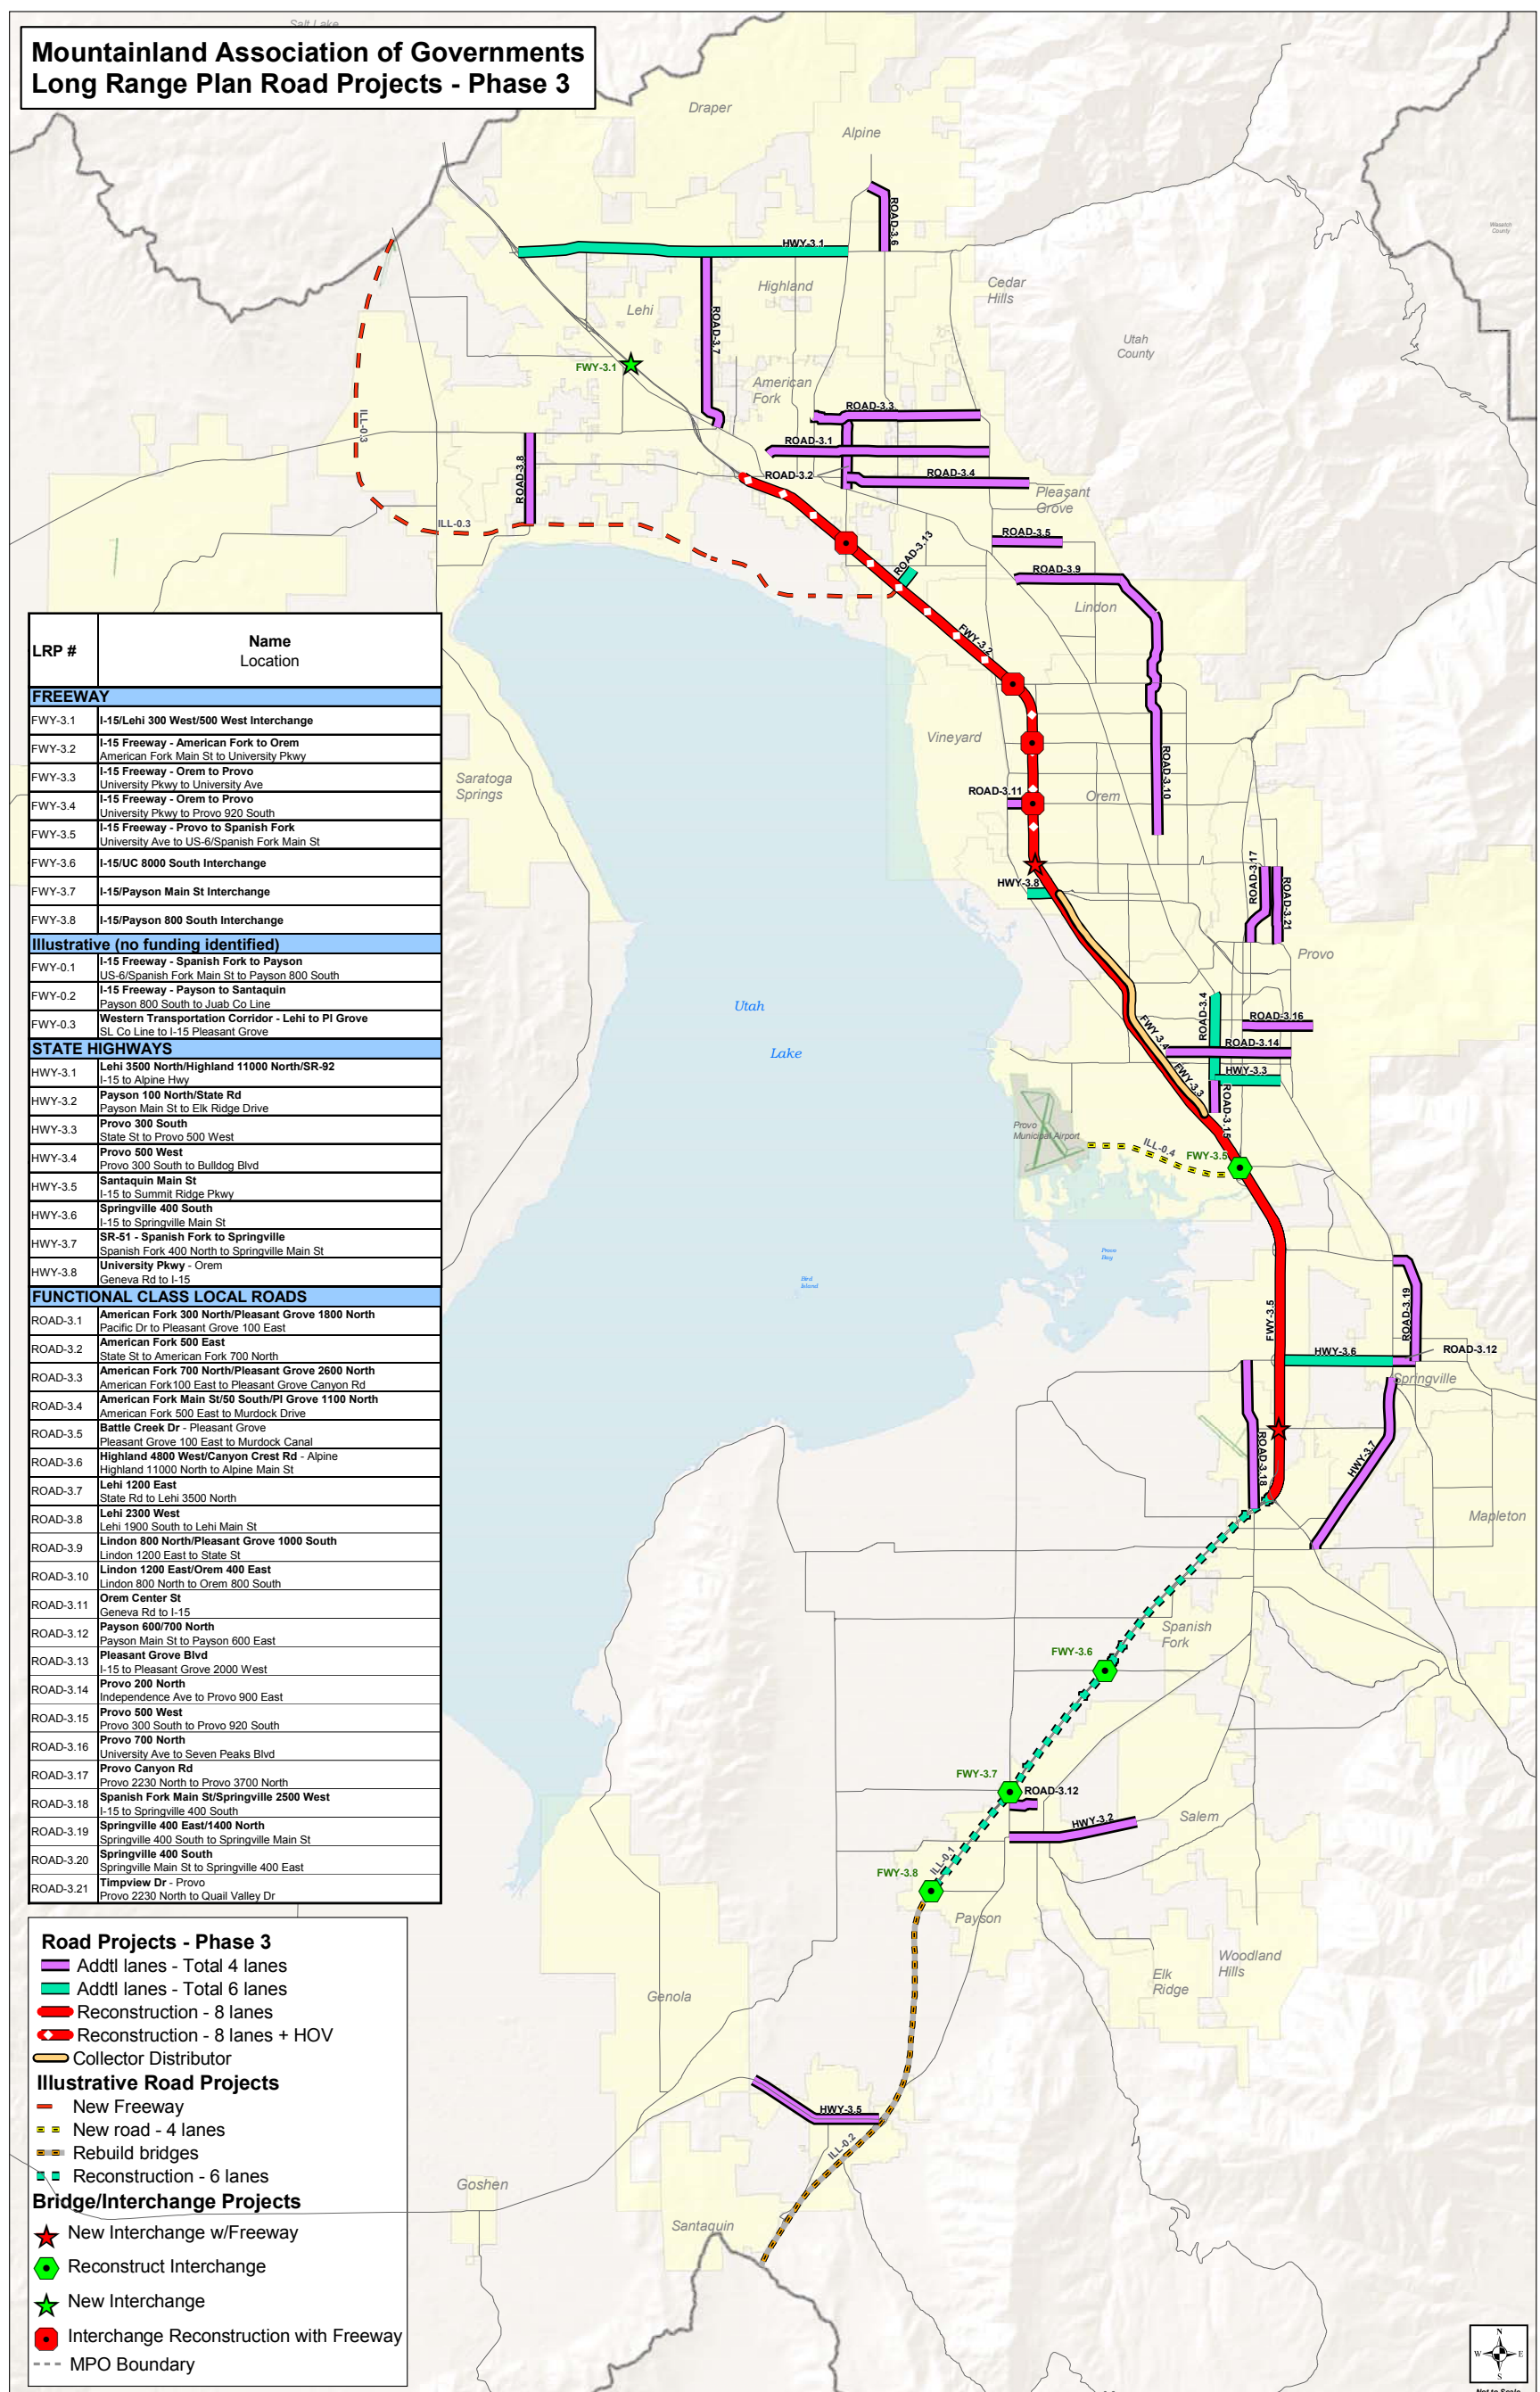 Salt Lake
Mountainland Association of Governments
Long Range Plan Road Projects - Phase 3
Draper
Alpine
ROAD-3.6
HWY-3.1
Wasatch
County
Highland
Cedar
Hills
Lehi
ROAD-3.7
Utah
County
FWY-3.1
American
Fork
ROAD-3.3
ILL-0.3
ROAD-3.1
ROAD-3.8
ROAD-3.2
ROAD-3.4
Pleasant
Grove
ILL-0.3
ROAD-3.5
ROAD-3.13
ROAD-3.9
Lindon
FWY-3.2
Vineyard
ROAD-3.10
Saratoga
Springs
ROAD-3.11
Orem
HWY-3.8
ROAD-3.17
ROAD-3.21
Provo
Utah
Lake
ROAD-3.4
ROAD-3.16
FWY-3.4
ROAD-3.14
FWY-3.3
HWY-3.3
ROAD-3.15
Provo
Municipal Airport
ILL-0.4
FWY-3.5
Provo
Bay
Bird
Island
FWY-3.5
ROAD-3.19
HWY-3.6
ROAD-3.12
Springville
ROAD-3.18
HWY-3.7
Mapleton
Spanish
Fork
FWY-3.6
FWY-3.7
ROAD-3.12
HWY-3.2
Salem
FWY-3.8
ILL-0.1
Payson
Woodland
Hills
Elk
Ridge
Genola
HWY-3.5
ILL-0.2
Goshen
Santaquin
LRP #
Name
Location
FREEWAY
FWY-3.1 I-15/Lehi 300 West/500 West Interchange
FWY-3.2 I-15 Freeway - American Fork to Orem
American Fork Main St to University Pkwy
FWY-3.3 I-15 Freeway - Orem to Provo
University Pkwy to University Ave
FWY-3.4 I-15 Freeway - Orem to Provo
University Pkwy to Provo 920 South
FWY-3.5 I-15 Freeway - Provo to Spanish Fork
University Ave to US-6/Spanish Fork Main St
FWY-3.6 I-15/UC 8000 South Interchange
FWY-3.7 I-15/Payson Main St Interchange
FWY-3.8 I-15/Payson 800 South Interchange
Illustrative (no funding identified)
FWY-0.1 I-15 Freeway - Spanish Fork to Payson
US-6/Spanish Fork Main St to Payson 800 South
FWY-0.2 I-15 Freeway - Payson to Santaquin
Payson 800 South to Juab Co Line
FWY-0.3 Western Transportation Corridor - Lehi to Pl Grove
SL Co Line to I-15 Pleasant Grove
STATE HIGHWAYS
HWY-3.1 Lehi 3500 North/Highland 11000 North/SR-92
I-15 to Alpine Hwy
HWY-3.2 Payson 100 North/State Rd
Payson Main St to Elk Ridge Drive
HWY-3.3 Provo 300 South
State St to Provo 500 West
HWY-3.4 Provo 500 West
Provo 300 South to Bulldog Blvd
HWY-3.5 Santaquin Main St
I-15 to Summit Ridge Pkwy
HWY-3.6 Springville 400 South
I-15 to Springville Main St
HWY-3.7 SR-51 - Spanish Fork to Springville
Spanish Fork 400 North to Springville Main St
HWY-3.8 University Pkwy - Orem
Geneva Rd to I-15
FUNCTIONAL CLASS LOCAL ROADS
ROAD-3.1 American Fork 300 North/Pleasant Grove 1800 North
Pacific Dr to Pleasant Grove 100 East
ROAD-3.2 American Fork 500 East
State St to American Fork 700 North
ROAD-3.3 American Fork 700 North/Pleasant Grove 2600 North
American Fork100 East to Pleasant Grove Canyon Rd
ROAD-3.4 American Fork Main St/50 South/Pl Grove 1100 North
American Fork 500 East to Murdock Drive
ROAD-3.5 Battle Creek Dr - Pleasant Grove
Pleasant Grove 100 East to Murdock Canal
ROAD-3.6 Highland 4800 West/Canyon Crest Rd - Alpine
Highland 11000 North to Alpine Main St
ROAD-3.7 Lehi 1200 East
State Rd to Lehi 3500 North
ROAD-3.8 Lehi 2300 West
Lehi 1900 South to Lehi Main St
ROAD-3.9 Lindon 800 North/Pleasant Grove 1000 South
Lindon 1200 East to State St
ROAD-3.10 Lindon 1200 East/Orem 400 East
Lindon 800 North to Orem 800 South
ROAD-3.11 Orem Center St
Geneva Rd to I-15
ROAD-3.12 Payson 600/700 North
Payson Main St to Payson 600 East
ROAD-3.13 Pleasant Grove Blvd
I-15 to Pleasant Grove 2000 West
ROAD-3.14 Provo 200 North
Independence Ave to Provo 900 East
ROAD-3.15 Provo 500 West
Provo 300 South to Provo 920 South
ROAD-3.16 Provo 700 North
University Ave to Seven Peaks Blvd
ROAD-3.17 Provo Canyon Rd
Provo 2230 North to Provo 3700 North
ROAD-3.18 Spanish Fork Main St/Springville 2500 West
I-15 to Springville 400 South
ROAD-3.19 Springville 400 East/1400 North
Springville 400 South to Springville Main St
ROAD-3.20 Springville 400 South
Springville Main St to Springville 400 East
ROAD-3.21 Timpview Dr - Provo
Provo 2230 North to Quail Valley Dr
Road Projects - Phase 3
Addtl lanes - Total 4 lanes
Addtl lanes - Total 6 lanes
Reconstruction - 8 lanes
Reconstruction - 8 lanes + HOV
Collector Distributor
Illustrative Road Projects
New Freeway
New road - 4 lanes
Rebuild bridges
Reconstruction - 6 lanes
Bridge/Interchange Projects
New Interchange w/Freeway
Reconstruct Interchange
New Interchange
Interchange Reconstruction with Freeway
MPO Boundary
N
W E
S
Not to Scale